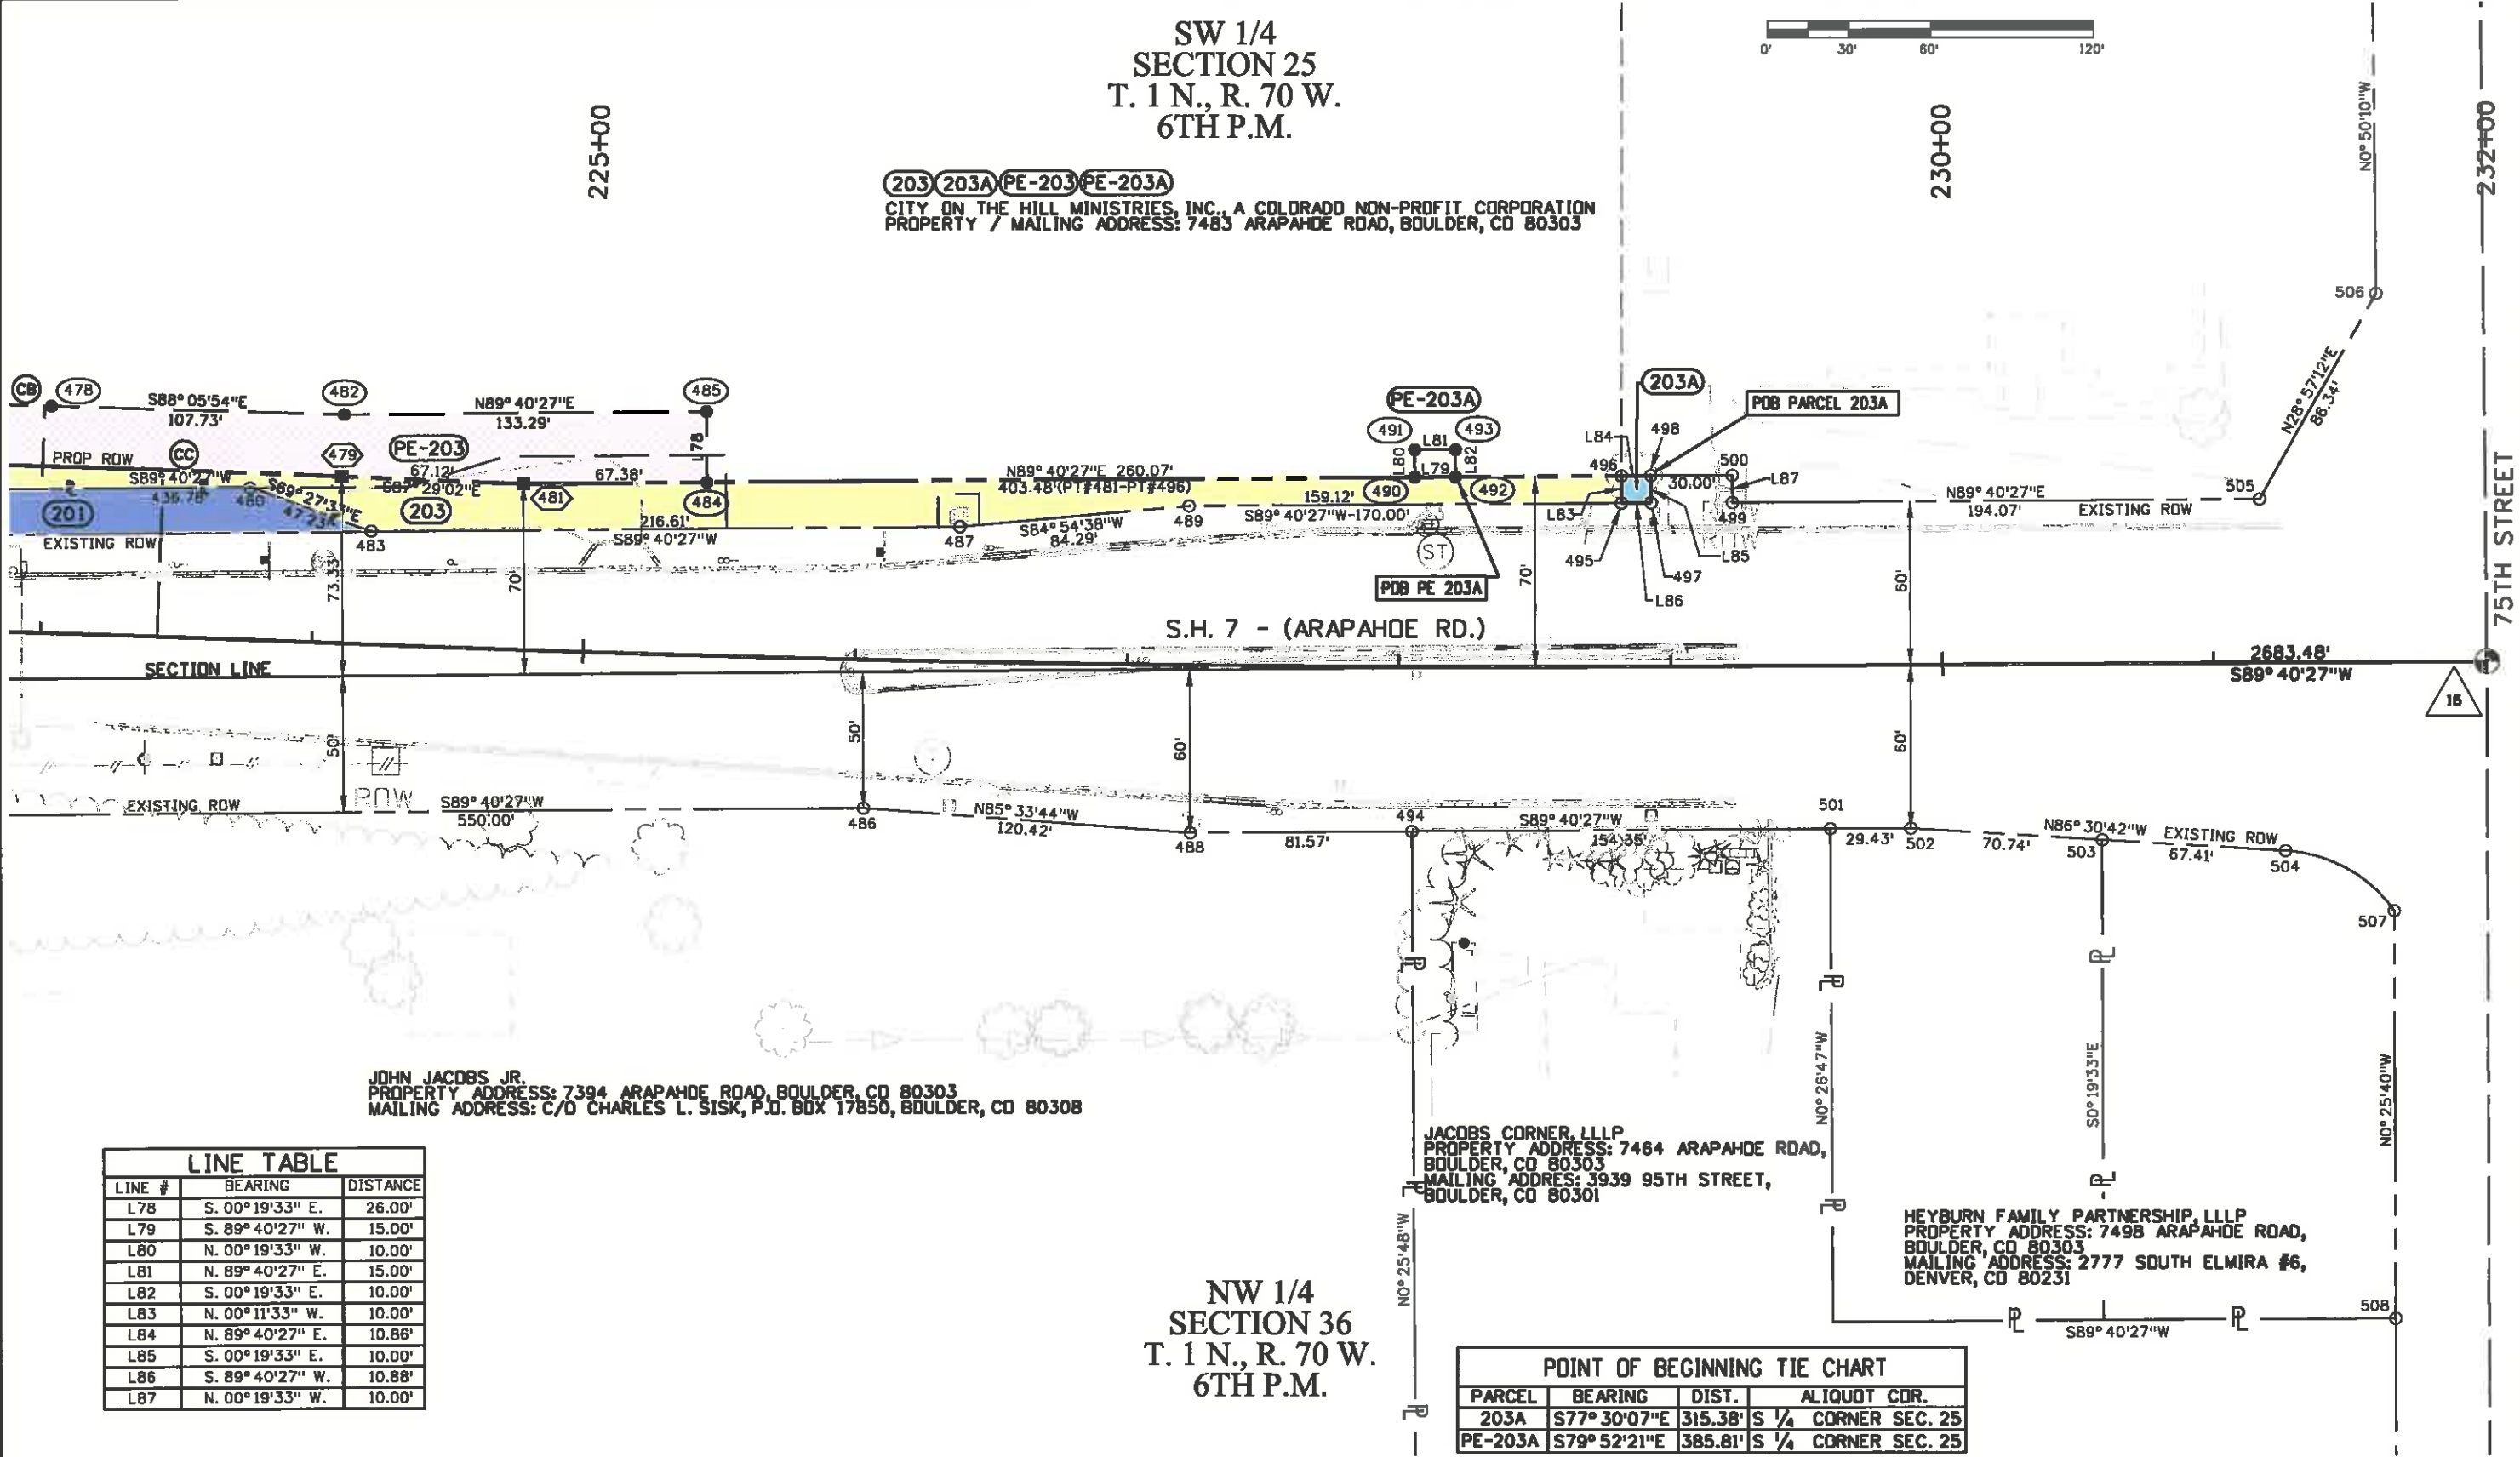 SW 1/4
SECTION 25
T. 1 N., R. 70 W.
6TH P.M.
0' 30' 60' 120'
225+00
230+00
232+00
N0°50'10"W
203 203A PE-203 PE-203A
CITY ON THE HILL MINISTRIES, INC., A COLORADO NON-PROFIT CORPORATION
PROPERTY / MAILING ADDRESS: 7483 ARAPAHOE ROAD, BOULDER, CO 80303
506
N28°57'12"E
86.34'
505
75TH STREET
CB 478
S88°05'54"E
107.73'
482
N89°40'27"E
133.29'
485
L78
PROP ROW
CC
479
PE-203
67.12'
S87°29'02"E
67.38'
S89°40'27"W
436.78'
480
S69°27'33"E
47.23'
201
203
481
484
EXISTING ROW
483
216.61'
S89°40'27"W
487
S84°54'38"W
84.29'
489
N89°40'27"E 260.07'
403.48'(PT#481-PT#496)
159.12'
S89°40'27"W-170.00'
PE-203A
491 493
L81
L80
L82
L79
490 492
ST
POB PE 203A
203A
POB PARCEL 203A
L84
498
496
500
30.00'
L87
L83
499
495
497
L85
L86
ROW
N89°40'27"E
194.07'
EXISTING ROW
73.33'
70'
70'
60'
S.H. 7 - (ARAPAHOE RD.)
SECTION LINE
2683.48'
S89°40'27"W
16
50'
50'
60'
60'
EXISTING ROW
ROW
S89°40'27"W
550.00'
486
N85°33'44"W
120.42'
488
81.57'
494
S89°40'27"W
154.35'
501
29.43'
502
70.74'
N86°30'42"W
EXISTING ROW
503
67.41'
504
507
PL
PL
PL
PL
PL
PL
PL
N0°26'47"W
S0°19'33"E
N0°25'40"W
JOHN JACOBS JR.
PROPERTY ADDRESS: 7394 ARAPAHOE ROAD, BOULDER, CO 80303
MAILING ADDRESS: C/O CHARLES L. SISK, P.O. BOX 17850, BOULDER, CO 80308
JACOBS CORNER, LLLP
PROPERTY ADDRESS: 7464 ARAPAHOE ROAD,
BOULDER, CO 80303
MAILING ADDRES: 3939 95TH STREET,
BOULDER, CO 80301
HEYBURN FAMILY PARTNERSHIP, LLLP
PROPERTY ADDRESS: 7498 ARAPAHOE ROAD,
BOULDER, CO 80303
MAILING ADDRESS: 2777 SOUTH ELMIRA #6,
DENVER, CO 80231
N0°25'48"W
508
PL PL
S89°40'27"W
LINE TABLE
LINE # BEARING DISTANCE
L78 S. 00°19'33" E. 26.00'
L79 S. 89°40'27" W. 15.00'
L80 N. 00°19'33" W. 10.00'
L81 N. 89°40'27" E. 15.00'
L82 S. 00°19'33" E. 10.00'
L83 N. 00°11'33" W. 10.00'
L84 N. 89°40'27" E. 10.86'
L85 S. 00°19'33" E. 10.00'
L86 S. 89°40'27" W. 10.88'
L87 N. 00°19'33" W. 10.00'
NW 1/4
SECTION 36
T. 1 N., R. 70 W.
6TH P.M.
POINT OF BEGINNING TIE CHART
PARCEL BEARING DIST. ALIQUOT COR.
203A S77°30'07"E 315.38' S 1/4 CORNER SEC. 25
PE-203A S79°52'21"E 385.81' S 1/4 CORNER SEC. 25